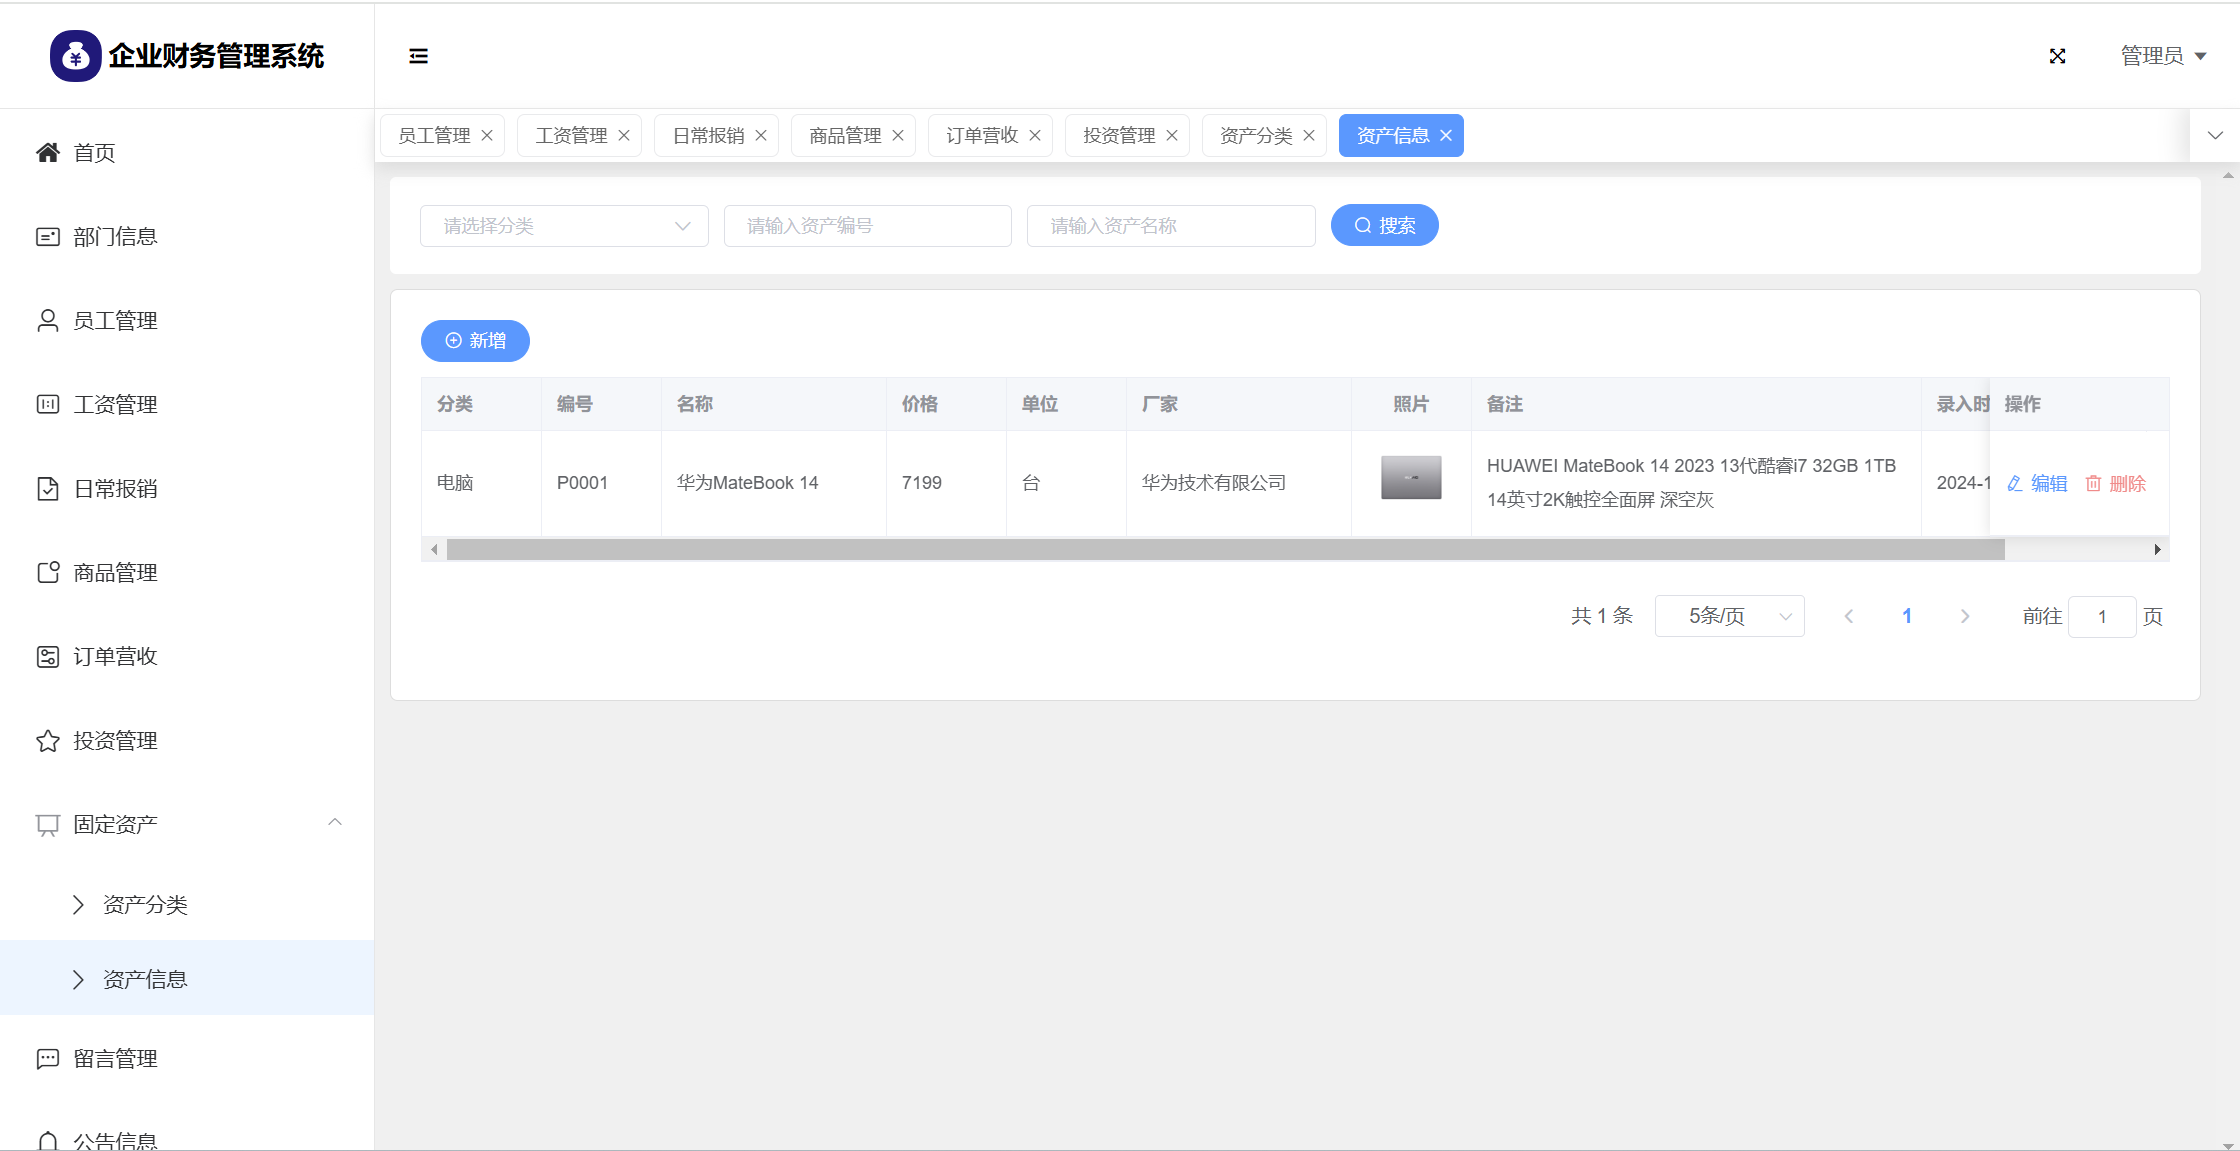 企业财务管理系统
管理员
首页
部门信息
员工管理
工资管理
日常报销
商品管理
订单营收
投资管理
固定资产
资产分类
资产信息
留言管理
公告信息
员工管理 工资管理 日常报销 商品管理 订单营收 投资管理 资产分类 资产信息
请选择分类 请输入资产编号 请输入资产名称 搜索
新增
分类 编号 名称 价格 单位 厂家 照片 备注 录入时 操作
电脑 P0001 华为MateBook 14 7199 台 华为技术有限公司 HUAWEI MateBook 14 2023 13代酷睿i7 32GB 1TB
14英寸2K触控全面屏 深空灰 2024-1 编辑 删除
共 1 条 5条/页 1 前往 1 页